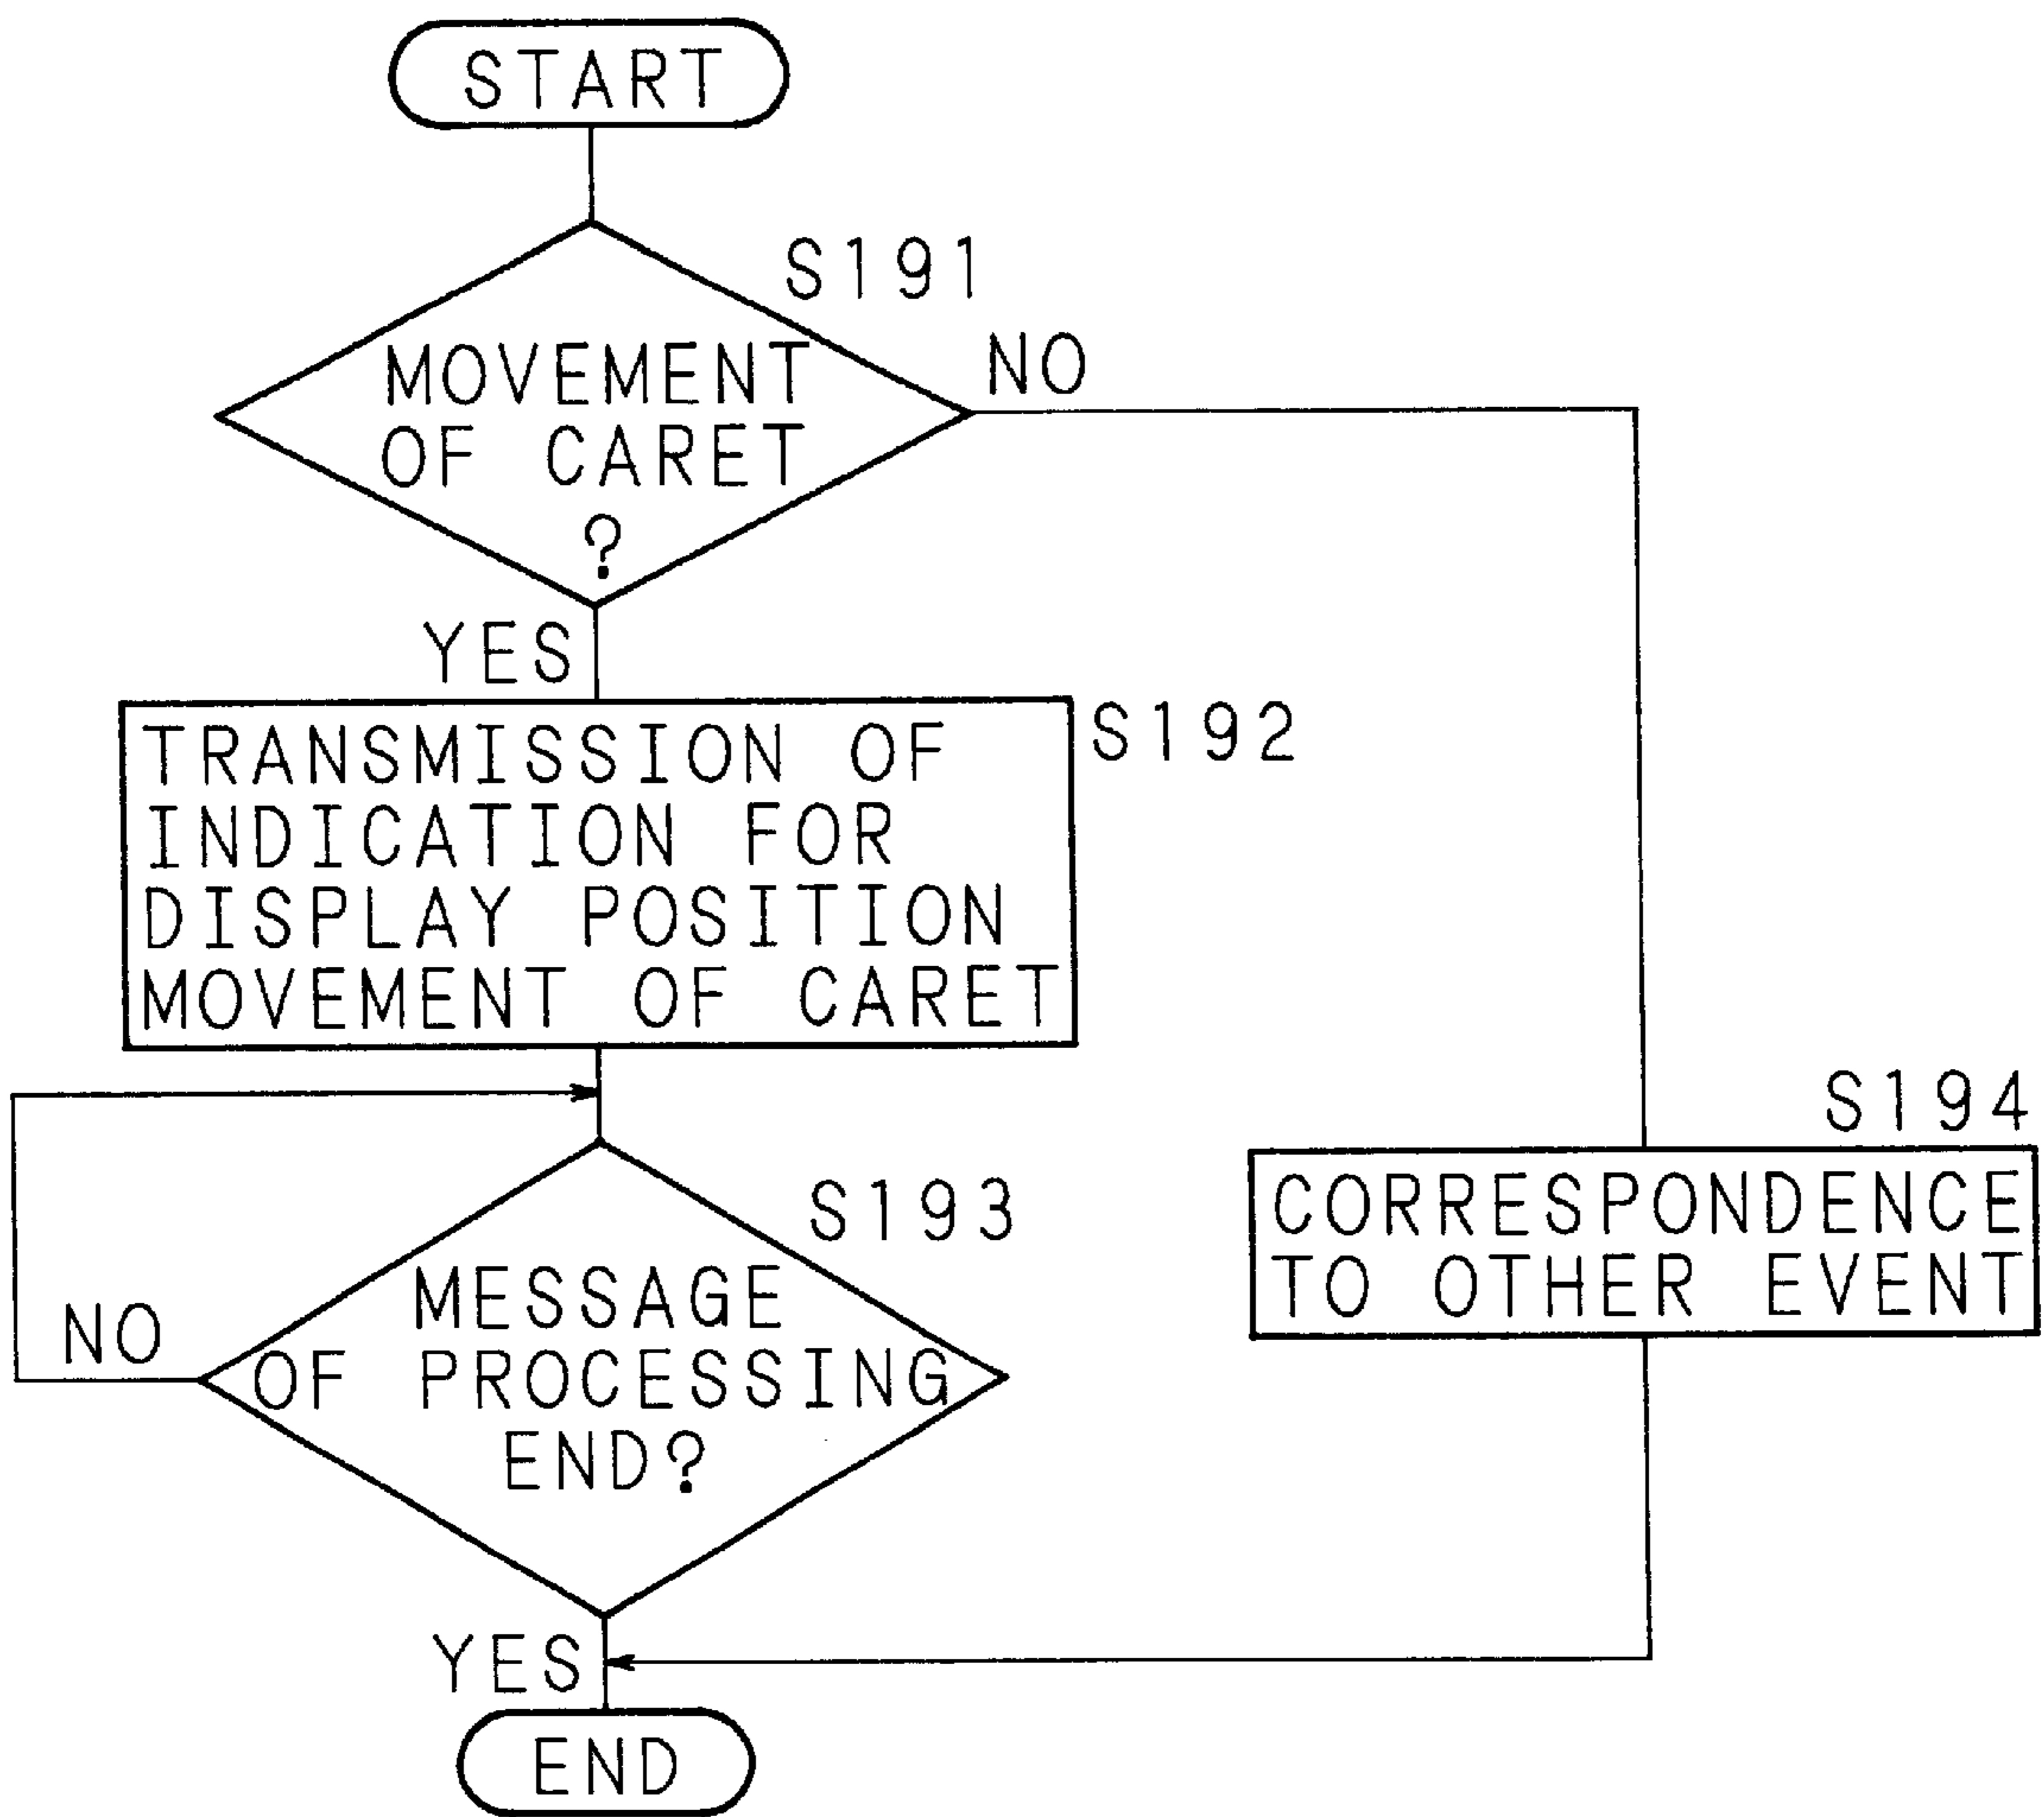 START
S191
MOVEMENT
OF CARET
?
NO
YES
S192
TRANSMISSION OF
INDICATION FOR
DISPLAY POSITION
MOVEMENT OF CARET
S193
MESSAGE
OF PROCESSING
END?
NO
YES
S194
CORRESPONDENCE
TO OTHER EVENT
END